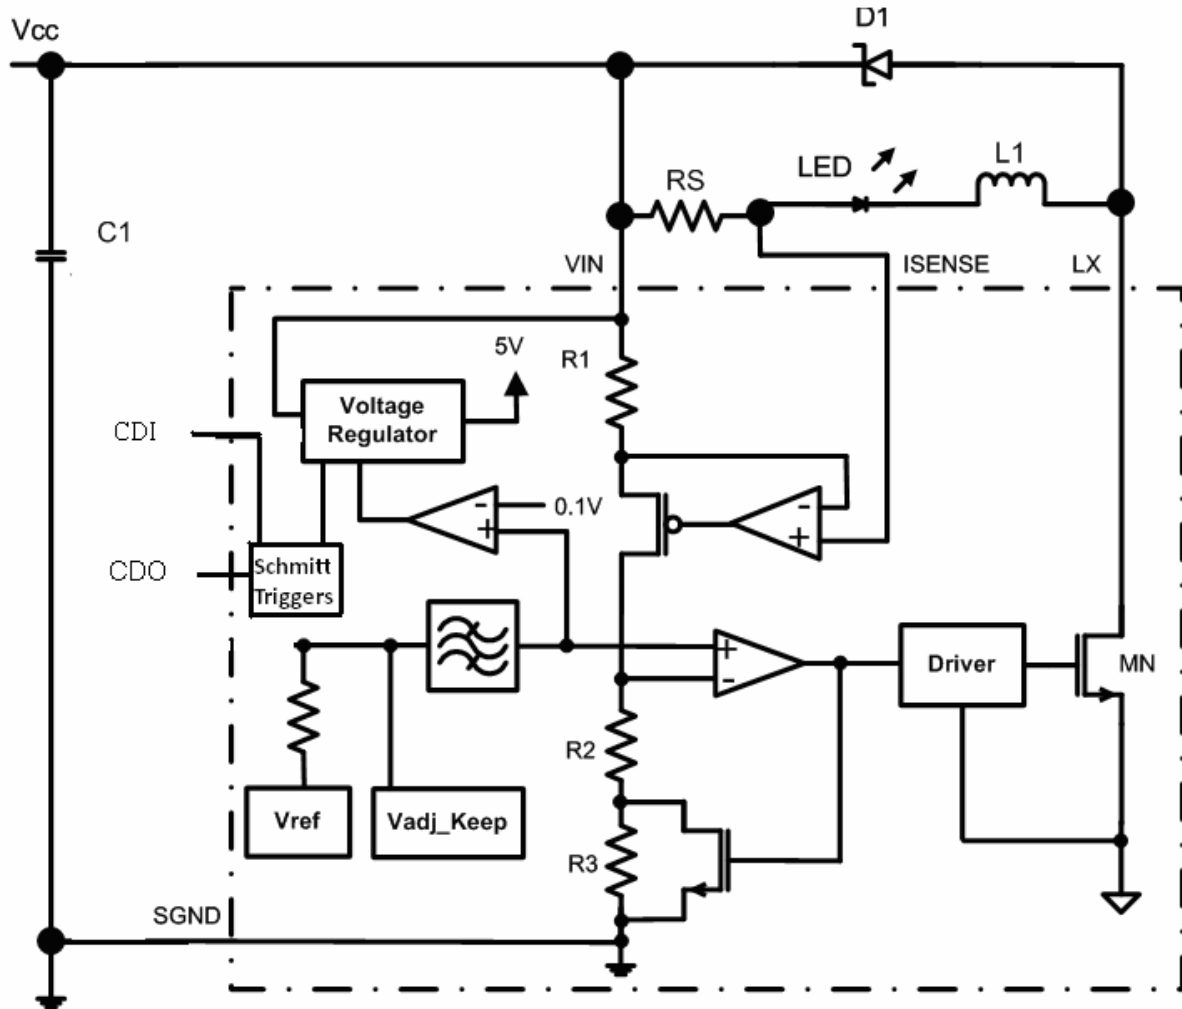 Vcc
D1
LED
L1
RS
C1
VIN
ISENSE
LX
5V
R1
Voltage
Regulator
CDI
-
0.1V
+
-
+
CDO
Schmitt
Triggers
+
-
Driver
MN
R2
Vref
Vadj_Keep
R3
SGND